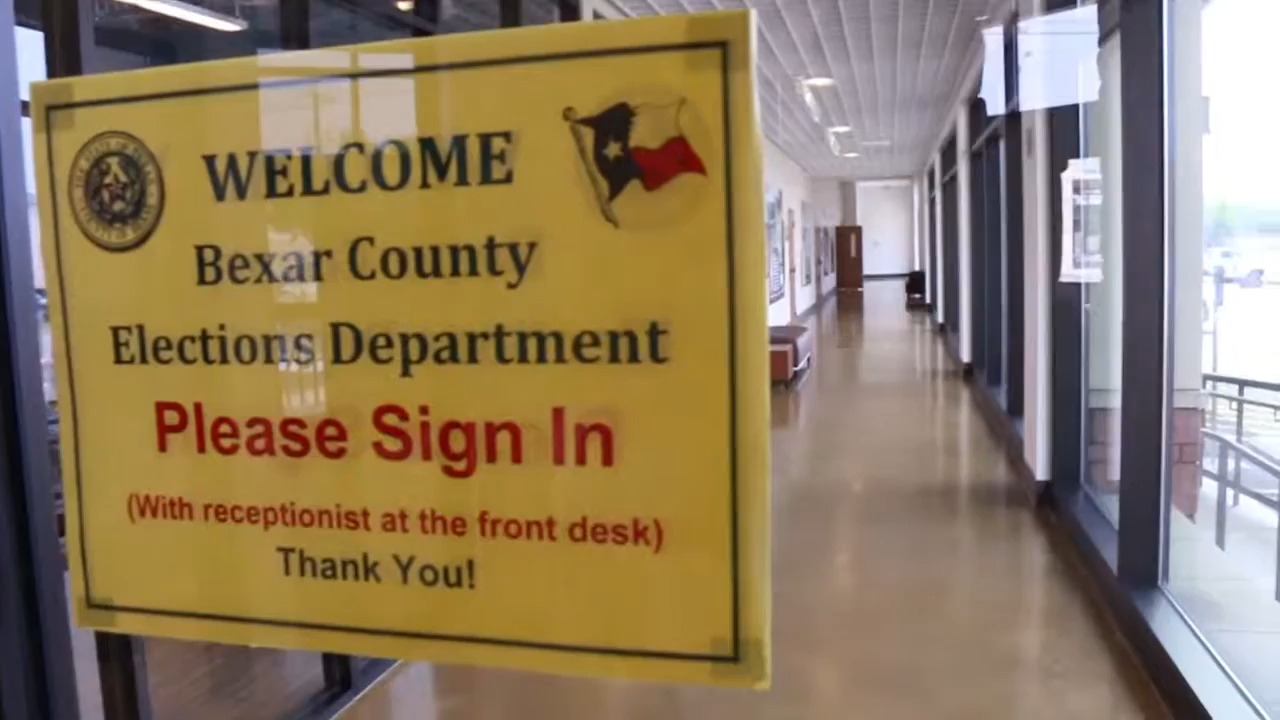 WELCOME
Bexar County
Elections Department
Please Sign In
(With receptionist at the front desk)
Thank You!